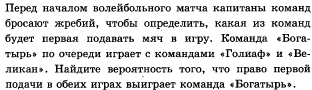 Перед началом волейбольного матча капитаны команд
бросают жребий, чтобы определить, какая из команд
будет первая подавать мяч в игру. Команда «Бога-
тырь» по очереди играет с командами «Голиаф» и «Ве-
ликан». Найдите вероятность того, что право первой
подачи в обеих играх выиграет команда «Богатырь».